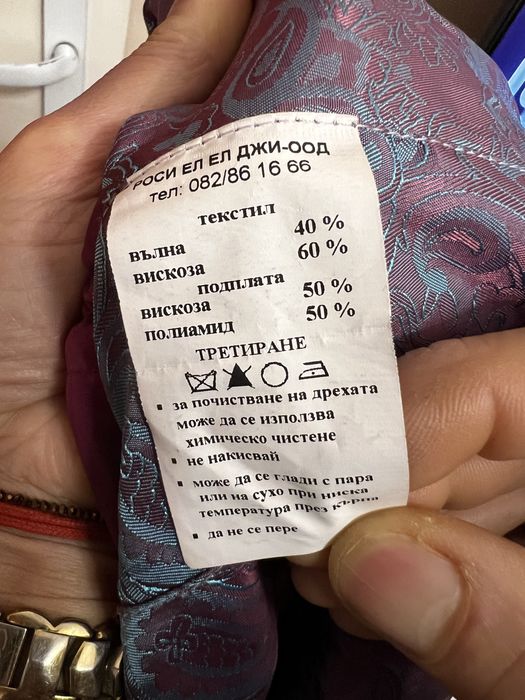 РОСИ ЕЛ ЕЛ ДЖИ-ООД
тел: 082/86 16 66
текстил
вълна 40 %
вискоза 60 %
подплата
вискоза 50 %
полиамид 50 %
ТРЕТИРАНЕ
▪ за почистване на дрехата
може да се използва
химическо чистене
▪ не накисвай
▪ може да се глади с пара
или на сухо при ниска
температура през кърпа
▪ да не се пере